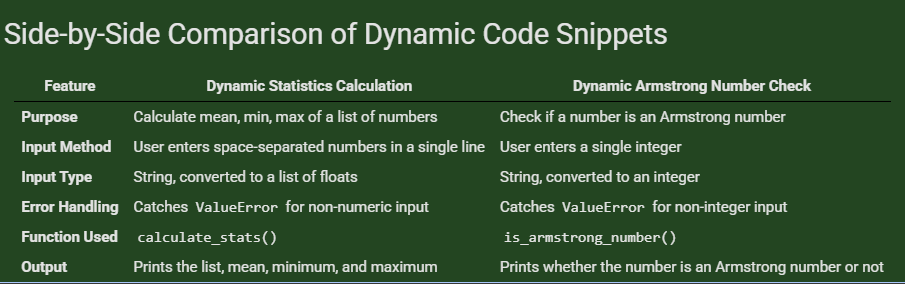 Side-by-Side Comparison of Dynamic Code Snippets
Feature Dynamic Statistics Calculation Dynamic Armstrong Number Check
Purpose Calculate mean, min, max of a list of numbers Check if a number is an Armstrong number
Input Method User enters space-separated numbers in a single line User enters a single integer
Input Type String, converted to a list of floats String, converted to an integer
Error Handling Catches ValueError for non-numeric input Catches ValueError for non-integer input
Function Used calculate_stats() is_armstrong_number()
Output Prints the list, mean, minimum, and maximum Prints whether the number is an Armstrong number or not